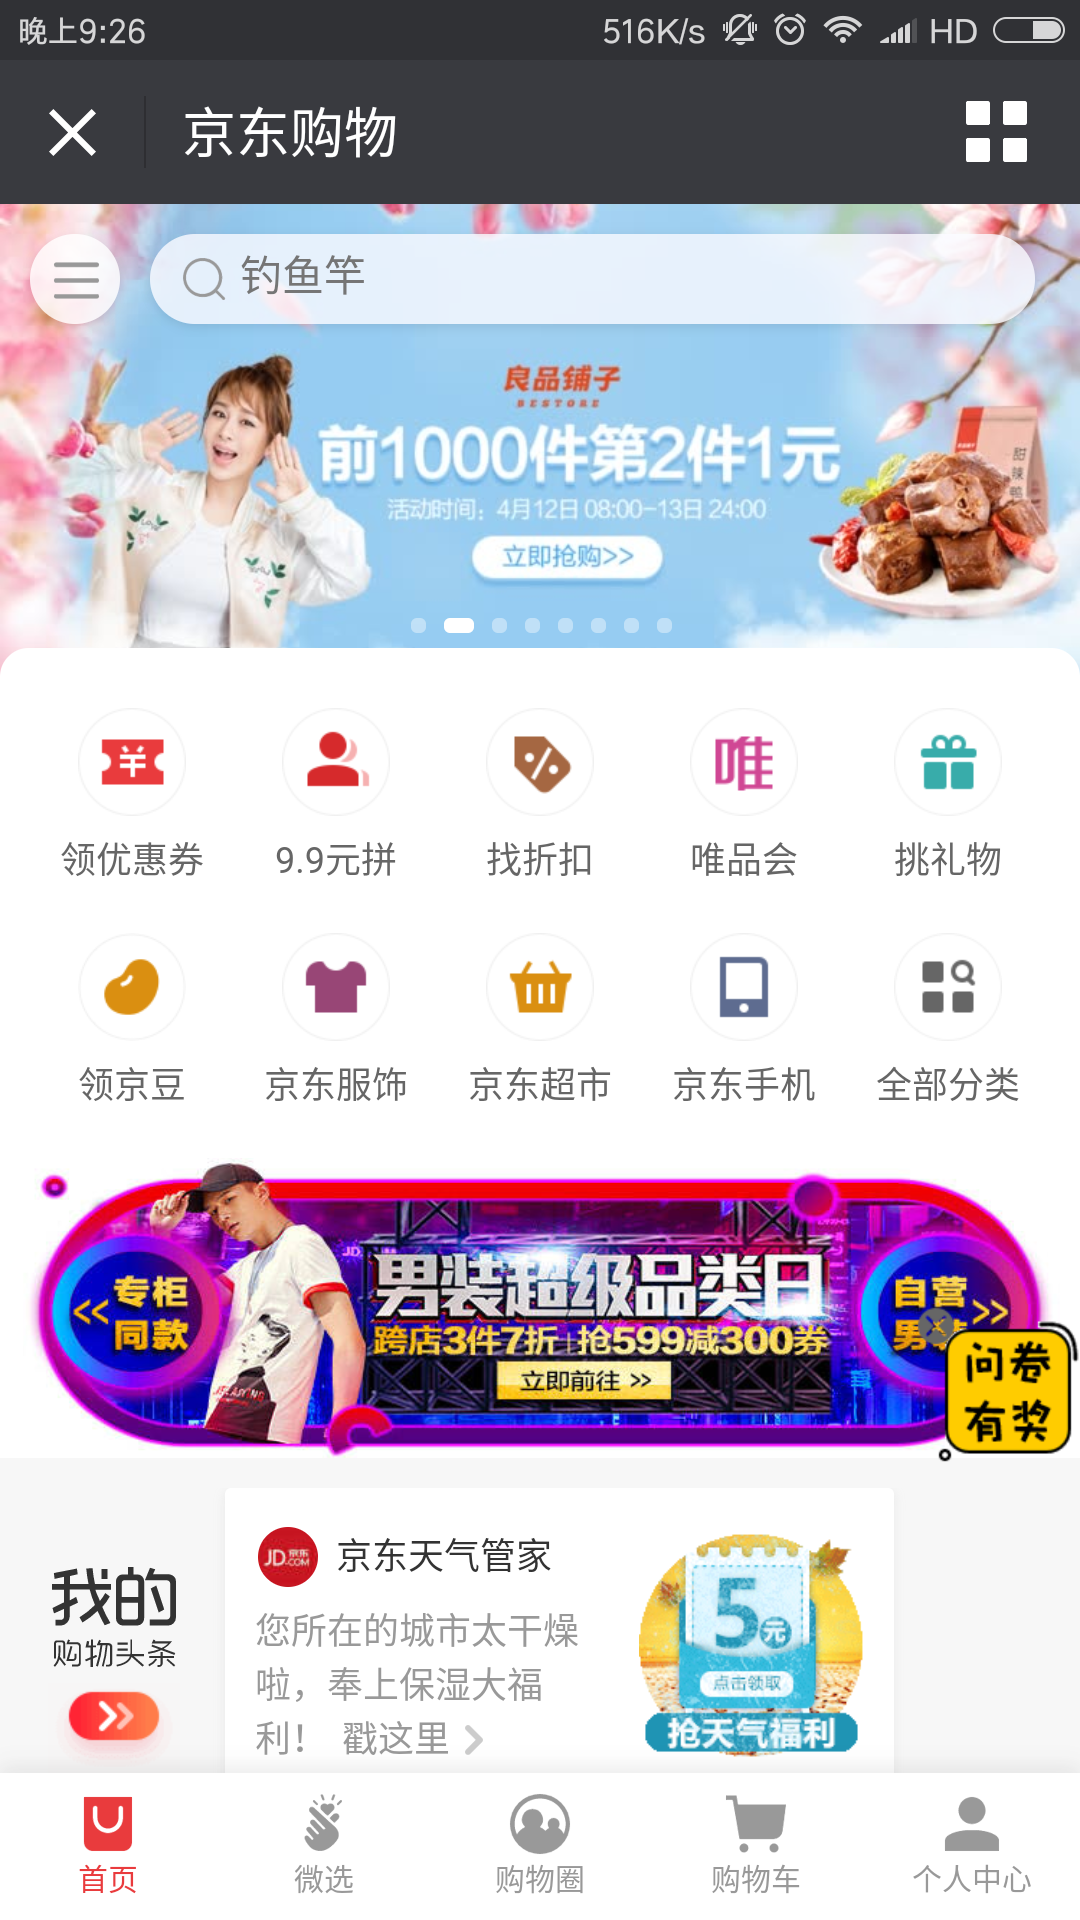 晚上9:26
516K/s
HD
京东购物
钓鱼竿
良品铺子
BESTORE
前1000件第2件1元
活动时间：4月12日 08:00-13日 24:00
立即抢购>>
甜辣鸭
领优惠券 9.9元拼 找折扣 唯品会 挑礼物
唯
领京豆 京东服饰 京东超市 京东手机 全部分类
<<专柜同款
男装超级品类日
跨店3件7折|抢599减300券
立即前往 >>
自营>>
问卷有奖
我的
购物头条
JD京东.COM
京东天气管家
您所在的城市太干燥
啦，奉上保湿大福
利！ 戳这里
5元
点击领取
抢天气福利
首页 微选 购物圈 购物车 个人中心